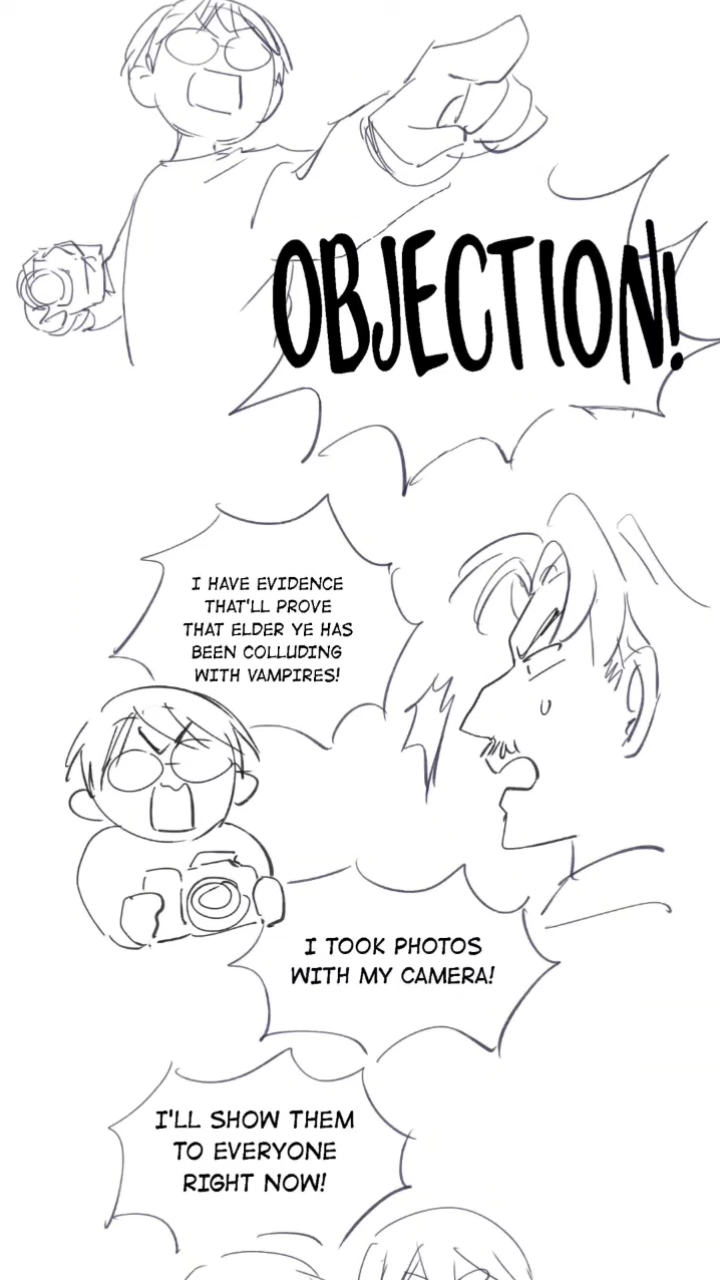 OBJECTION!
I HAVE EVIDENCE
THAT'LL PROVE
THAT ELDER YE HAS
BEEN COLLUDING
WITH VAMPIRES!
I TOOK PHOTOS
WITH MY CAMERA!
I'LL SHOW THEM
TO EVERYONE
RIGHT NOW!